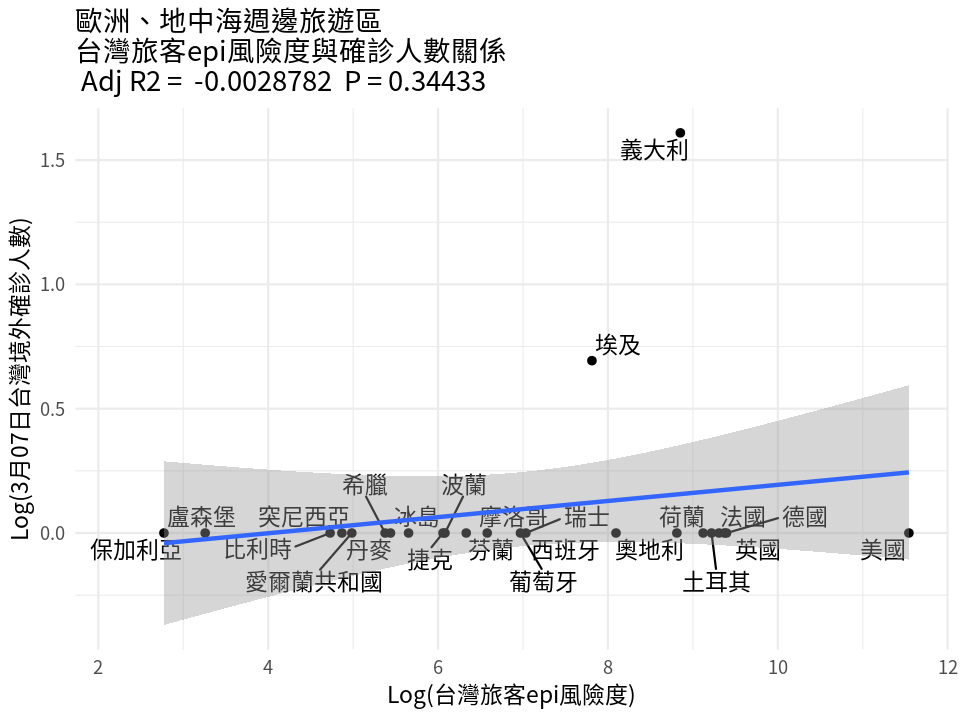 歐洲、地中海週邊旅遊區
台灣旅客epi風險度與確診人數關係
Adj R2 = -0.0028782 P = 0.34433
Log(3月07日台灣境外確診人數)
1.5
1.0
0.5
0.0
義大利
埃及
希臘
波蘭
盧森堡
突尼西亞
冰島
摩洛哥
瑞士
荷蘭
法國
德國
保加利亞
比利時
丹麥
捷克
芬蘭
西班牙
奧地利
英國
美國
愛爾蘭共和國
葡萄牙
土耳其
2
4
6
8
10
12
Log(台灣旅客epi風險度)